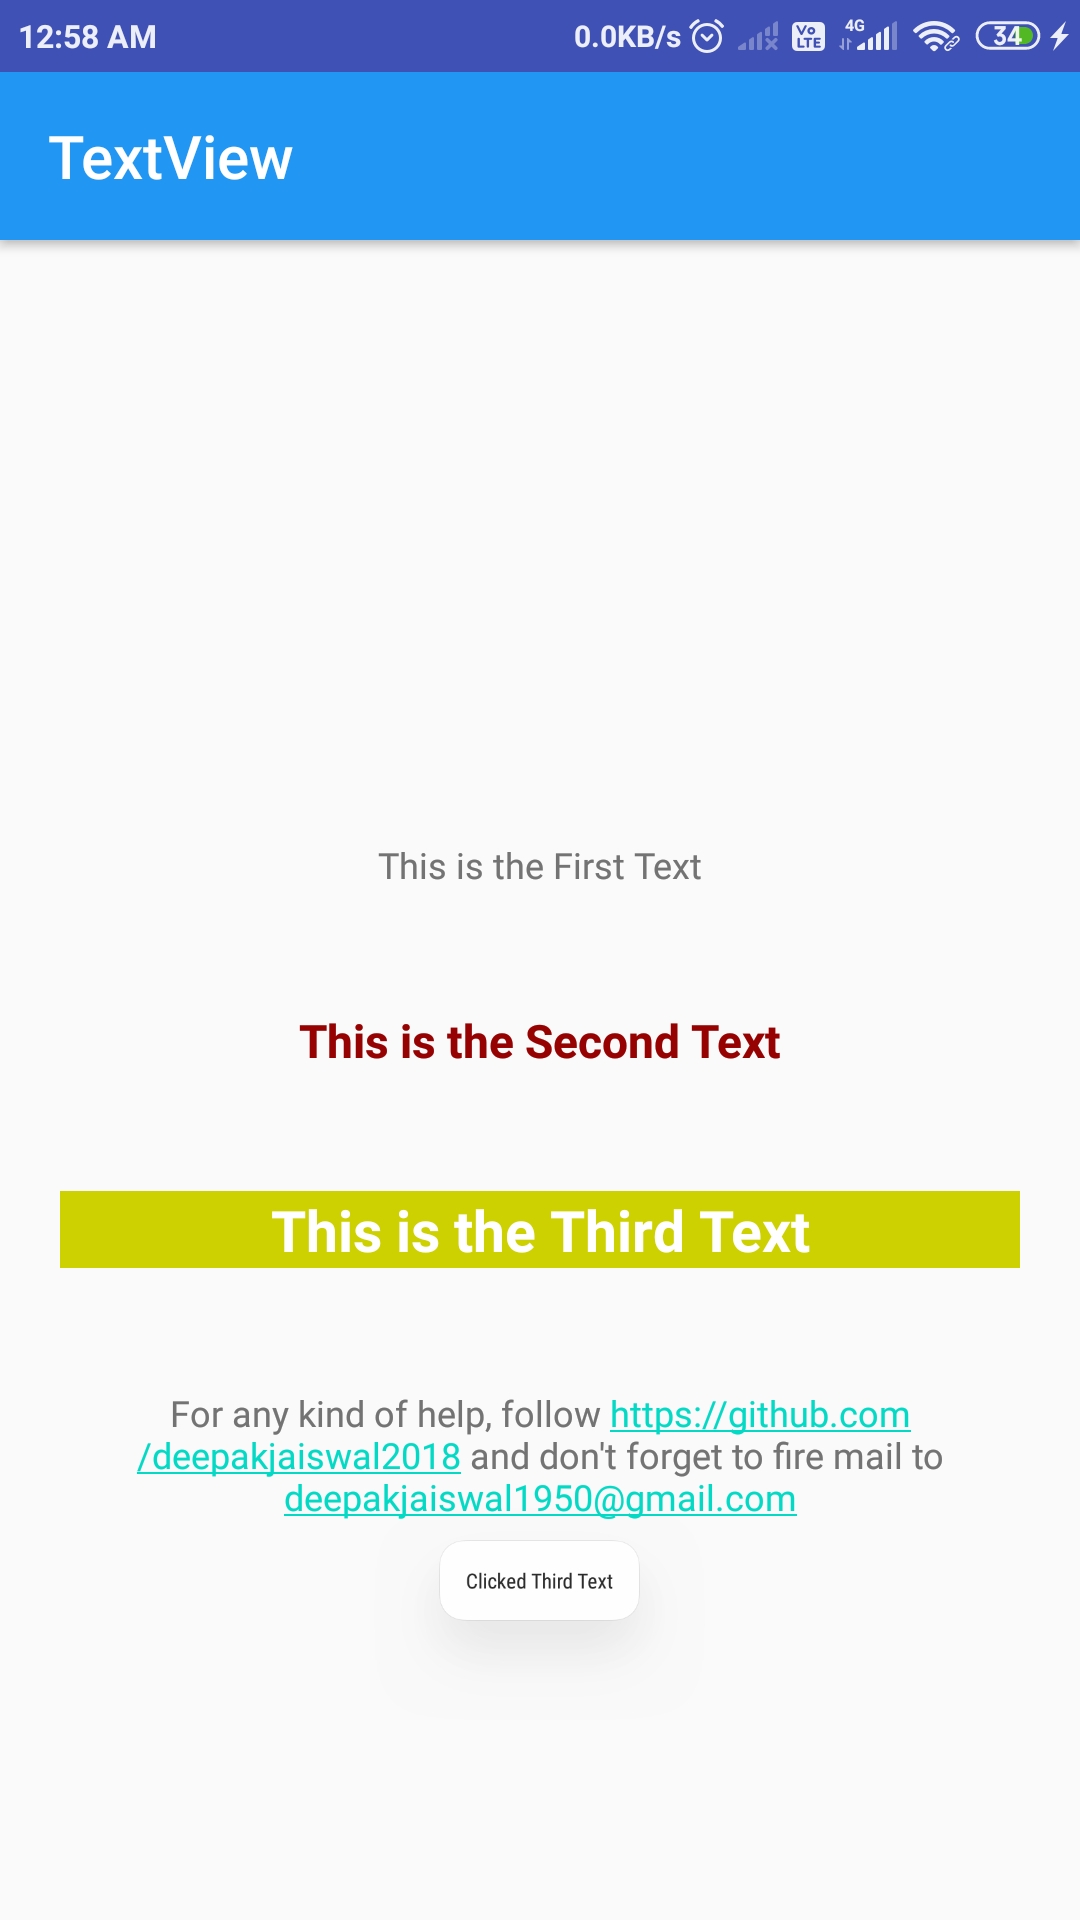 12:58 AM 0.0KB/s Vo LTE 4G 34
TextView
This is the First Text
This is the Second Text
This is the Third Text
For any kind of help, follow https://github.com
/deepakjaiswal2018 and don't forget to fire mail to
deepakjaiswal1950@gmail.com
Clicked Third Text